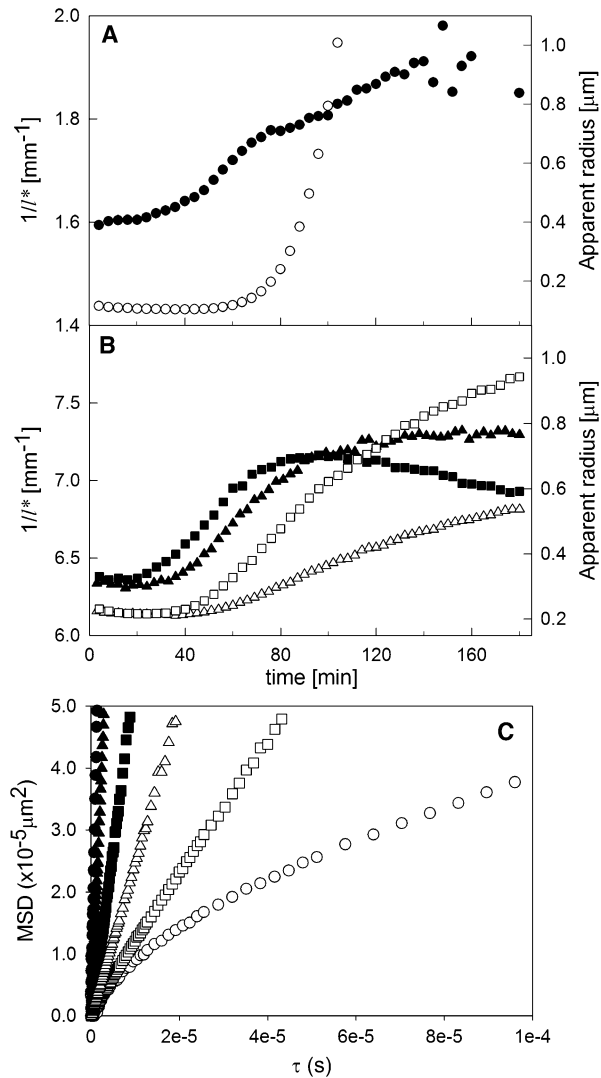 A
2.0
1.8
1.6
1.4
1/l* [mm-1]
1.0
0.8
0.6
0.4
0.2
Apparent radius [μm]
B
7.5
7.0
6.5
6.0
1/l* [mm-1]
1.0
0.8
0.6
0.4
0.2
Apparent radius [μm]
0 40 80 120 160
time [min]
C
5.0
4.0
3.0
2.0
1.0
0.0
MSD (x10-5μm2)
0 2e-5 4e-5 6e-5 8e-5 1e-4
τ (s)